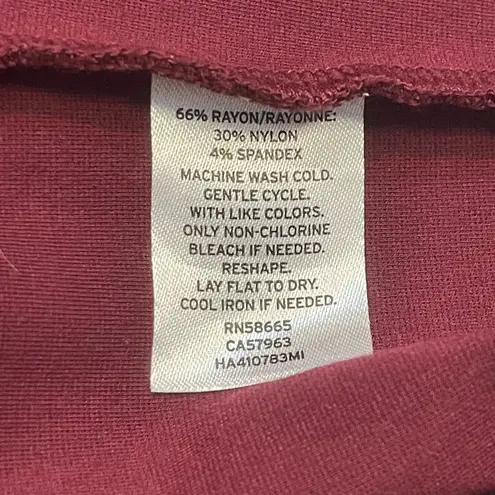 66% RAYON/RAYONNE:
30% NYLON
4% SPANDEX
MACHINE WASH COLD.
GENTLE CYCLE.
WITH LIKE COLORS.
ONLY NON-CHLORINE
BLEACH IF NEEDED.
RESHAPE.
LAY FLAT TO DRY.
COOL IRON IF NEEDED.
RN58665
CA57963
HA410783MI